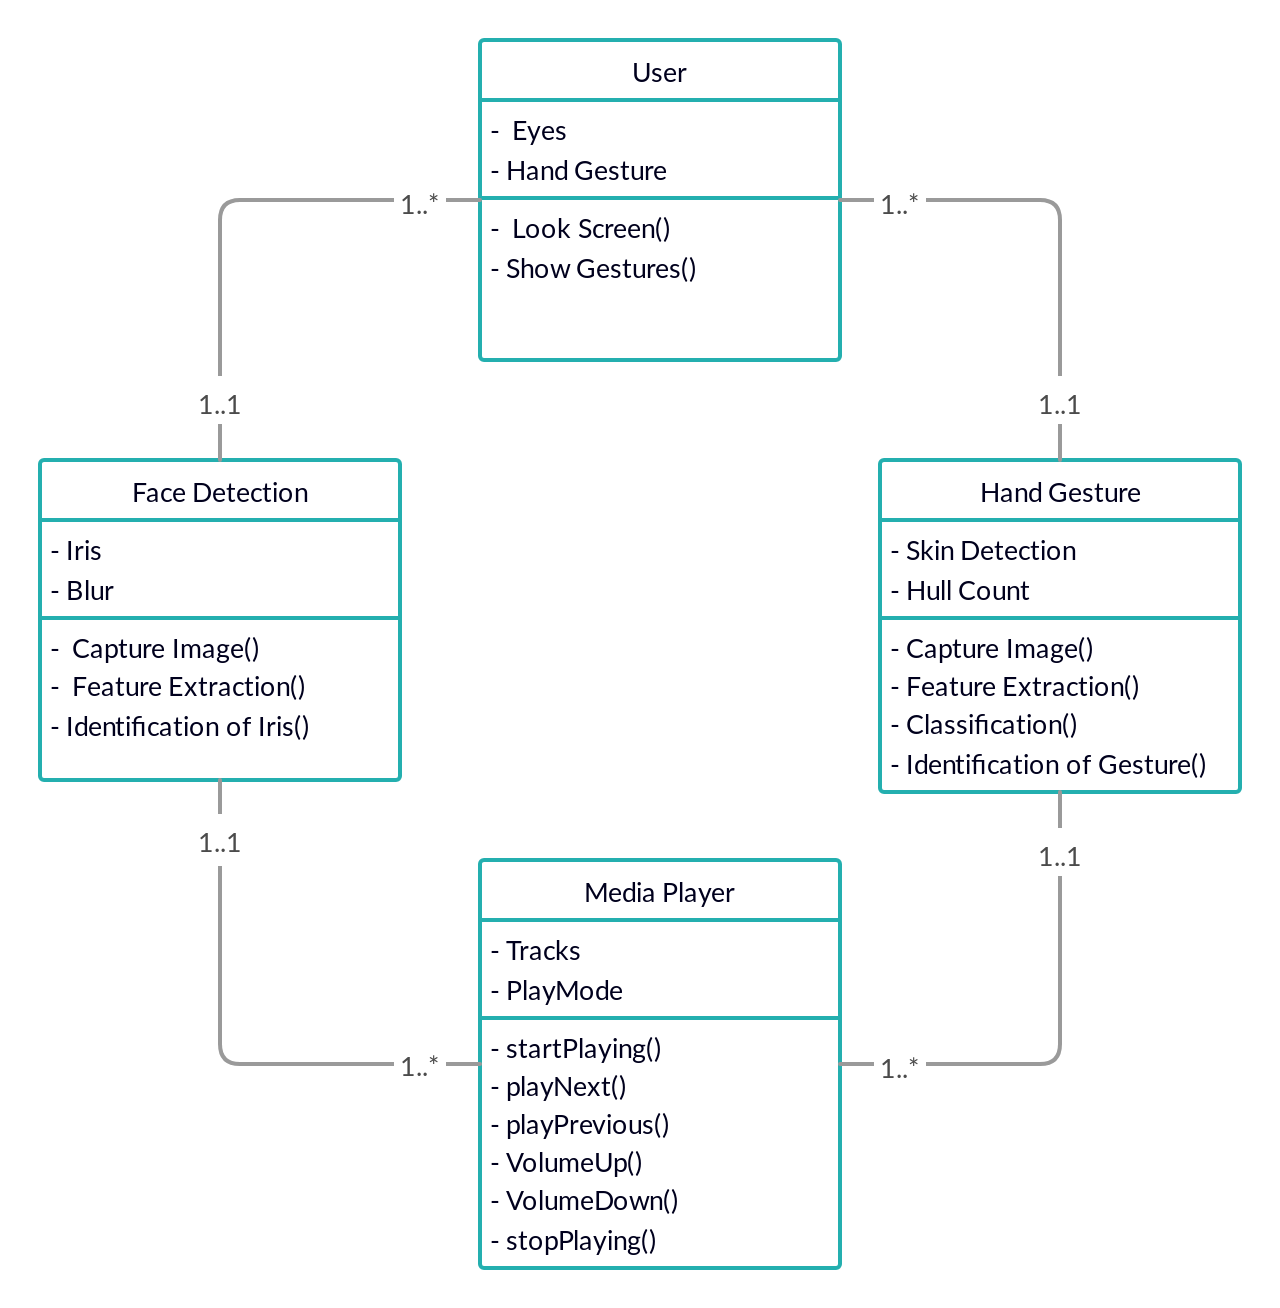 User
- Eyes
- Hand Gesture
1..*
1..*
- Look Screen()
- Show Gestures()
1..1
1..1
Face Detection
- Iris
- Blur
- Capture Image()
- Feature Extraction()
- Identification of Iris()
Hand Gesture
- Skin Detection
- Hull Count
- Capture Image()
- Feature Extraction()
- Classification()
- Identification of Gesture()
1..1
1..1
Media Player
- Tracks
- PlayMode
1..*
1..*
- startPlaying()
- playNext()
- playPrevious()
- VolumeUp()
- VolumeDown()
- stopPlaying()